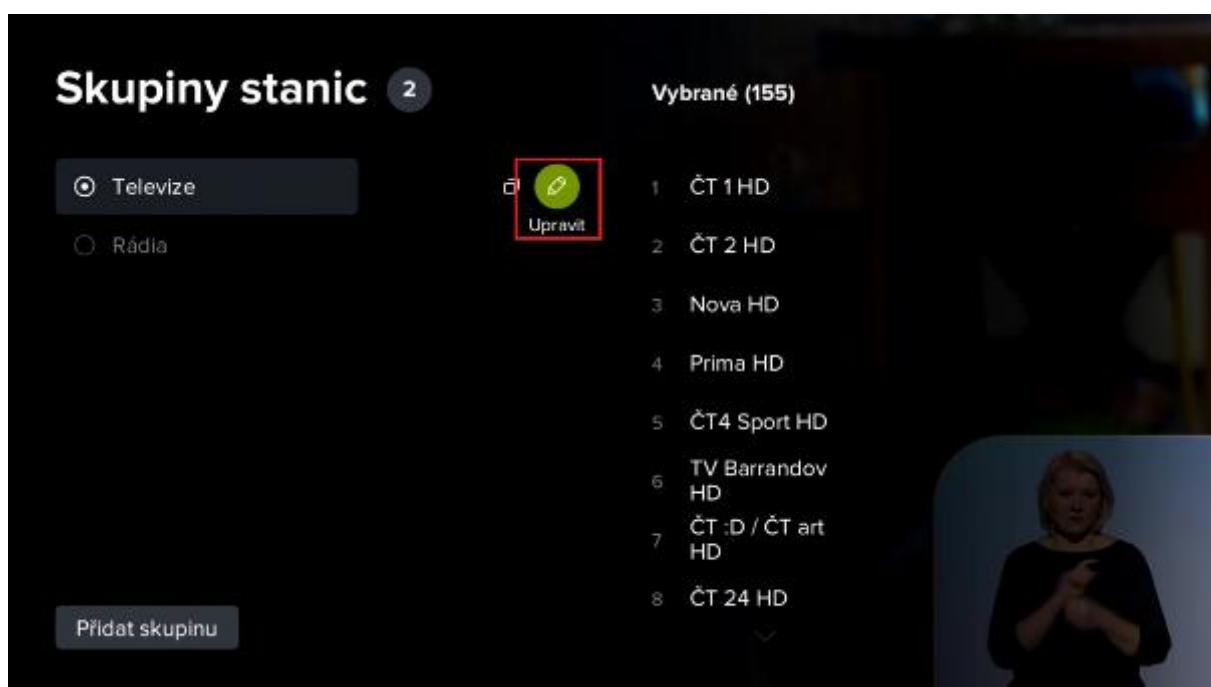 Skupiny stanic 2
Vybrané (155)
Televize
Upravit
Rádia
1 ČT 1 HD
2 ČT 2 HD
3 Nova HD
4 Prima HD
5 ČT4 Sport HD
6 TV Barrandov
HD
7 ČT :D / ČT art
HD
8 ČT 24 HD
Přidat skupinu